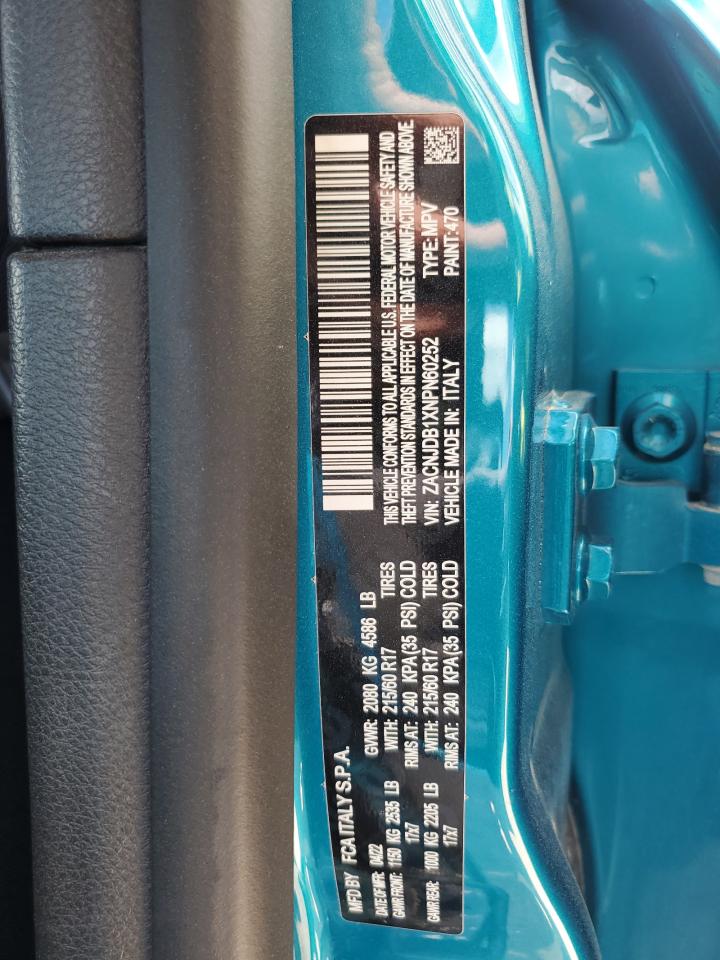 MFD BY FCA ITALY S.P.A.
DATE OF MFR: 04/22 GVWR: 2080 KG 4586 LB
GAWR FRONT: 1150 KG 2535 LB WITH: 215/60 R17 TIRES
17x7 RIMS AT: 240 KPA (35 PSI) COLD
GAWR REAR: 1000 KG 2205 LB WITH: 215/60 R17 TIRES
17x7 RIMS AT: 240 KPA (35 PSI) COLD
THIS VEHICLE CONFORMS TO ALL APPLICABLE U.S. FEDERAL MOTOR VEHICLE SAFETY AND
THEFT PREVENTION STANDARDS IN EFFECT ON THE DATE OF MANUFACTURE SHOWN ABOVE.
VIN: ZACNJDB1XNPN60252 TYPE: MPV
VEHICLE MADE IN: ITALY PAINT: 470